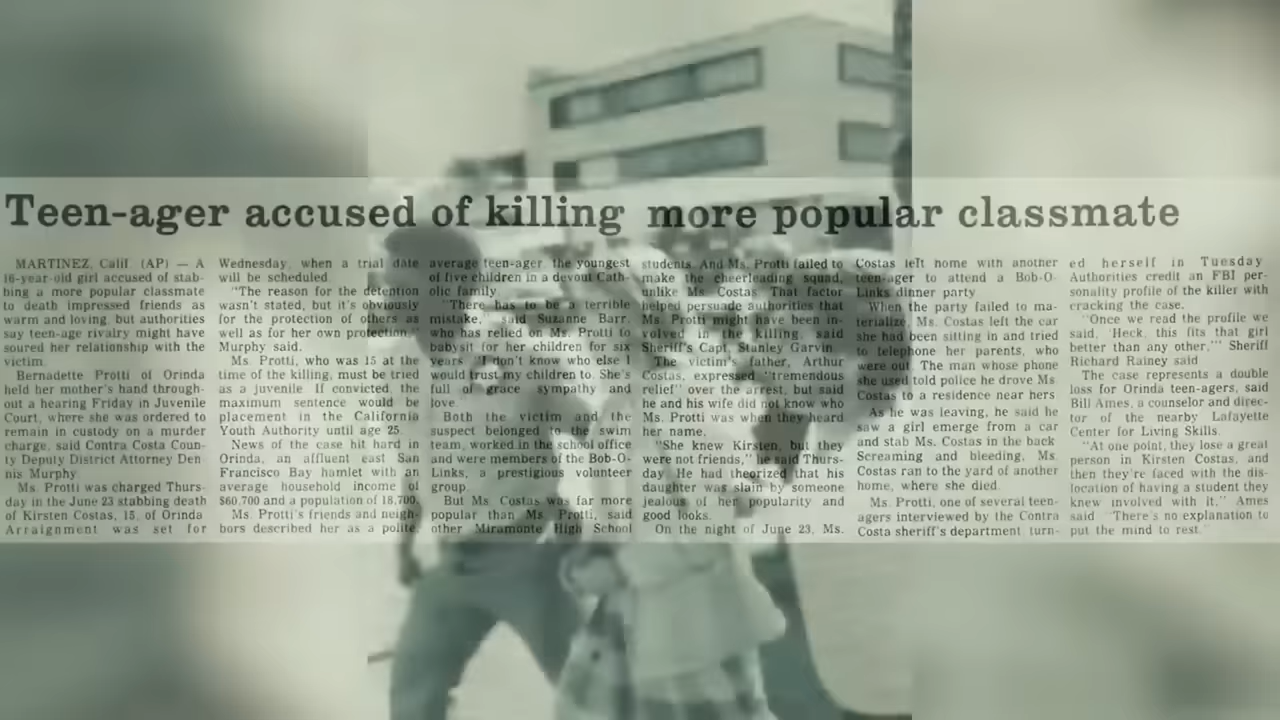 Teen-ager accused of killing more popular classmate
MARTINEZ, Calif. (AP) — A
16-year-old girl accused of stab-
bing a more popular classmate
to death impressed friends as
warm and loving, but authorities
say teen-age rivalry might have
soured her relationship with the
victim.
Bernadette Protti of Orinda
held her mother's hand through-
out a hearing Friday in Juvenile
Court, where she was ordered to
remain in custody on a murder
charge, said Contra Costa Coun-
ty Deputy District Attorney Den-
nis Murphy
Ms. Protti was charged Thurs-
day in the June 23 stabbing death
of Kirsten Costas, 15, of Orinda
Arraignment was set for
Wednesday, when a trial date
will be scheduled.
"The reason for the detention
wasn't stated, but it's obviously
for the protection of others as
well as for her own protection,"
Murphy said.
Ms. Protti, who was 15 at the
time of the killing, must be tried
as a juvenile. If convicted, the
maximum sentence would be
placement in the California
Youth Authority until age 25.
News of the case hit hard in
Orinda, an affluent east San
Francisco Bay hamlet with an
average household income of
$60,700 and a population of 18,700.
Ms. Protti's friends and neigh-
bors described her as a polite,
average teen-ager, the youngest
of five children in a devout Cath-
olic family.
"There has to be a terrible
mistake," said Suzanne Barr,
who has relied on Ms. Protti to
babysit for her children for six
years. "I don't know who else I
would trust my children to. She's
full of grace, sympathy and
love."
Both the victim and the
suspect belonged to the swim
team, worked in the school office
and were members of the Bob-O-
Links, a prestigious volunteer
group.
But Ms. Costas was far more
popular than Ms. Protti, said
other Miramonte High School
students. And Ms. Protti failed to
make the cheerleading squad,
unlike Ms. Costas. That factor
helped persuade authorities that
Ms. Protti might have been in-
volved in the killing, said
Sheriff's Capt. Stanley Garvin.
The victim's father, Arthur
Costas, expressed "tremendous
relief" over the arrest, but said
he and his wife did not know who
Ms. Protti was when they heard
her name.
"She knew Kirsten, but they
were not friends," he said Thurs-
day. He had theorized that his
daughter was slain by someone
jealous of her popularity and
good looks.
On the night of June 23, Ms.
Costas left home with another
teen-ager to attend a Bob-O-
Links dinner party
When the party failed to ma-
terialize, Ms. Costas left the car
she had been sitting in and tried
to telephone her parents, who
were out. The man whose phone
she used told police he drove Ms.
Costas to a residence near hers
As he was leaving, he said he
saw a girl emerge from a car
and stab Ms. Costas in the back
Screaming and bleeding, Ms.
Costas ran to the yard of another
home, where she died.
Ms. Protti, one of several teen-
agers interviewed by the Contra
Costa sheriff's department turn-
ed herself in Tuesday
Authorities credit an FBI per-
sonality profile of the killer with
cracking the case.
"Once we read the profile we
said, 'Heck, this fits that girl
better than any other,'" Sheriff
Richard Rainey said
The case represents a double
loss for Orinda teen-agers, said
Bill Ames, a counselor and direc-
tor of the nearby Lafayette
Center for Living Skills.
"At one point, they lose a great
person in Kirsten Costas, and
then they're faced with the dis-
location of having a student they
knew involved with it," Ames
said. "There's no explanation to
put the mind to rest."